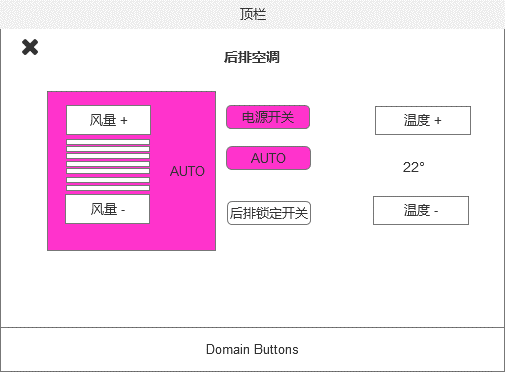 顶栏
后排空调
风量 +
电源开关
温度 +
AUTO
AUTO
22°
风量 -
后排锁定开关
温度 -
Domain Buttons